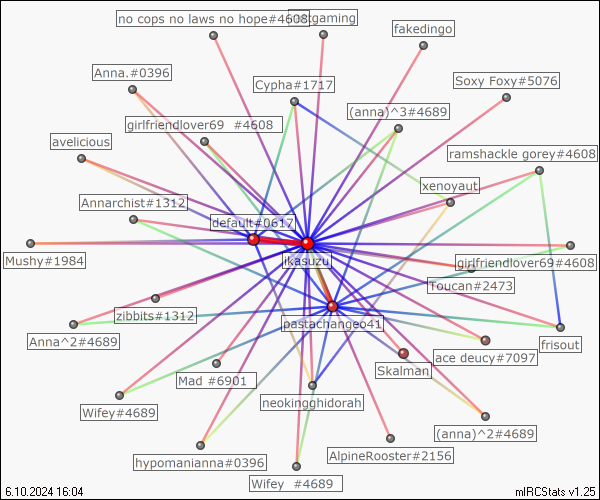 no cops no laws no hope#4608
gaming
fakedingo
Anna.#0396
Cypha#1717
Soxy Foxy#5076
(anna)^3#4689
girlfriendlover69 #4608
avelicious
ramshackle gorey#4608
xenoyaut
Annarchist#1312
default#0617
jikasuzu
Mushy#1984
girlfriendlover69#4608
Toucan#2473
zibbits#1312
pastachangeo41
Anna^2#4689
frisout
ace deucy#7097
Skalman
Mad #6901
neokingghidorah
Wifey#4689
(anna)^2#4689
AlpineRooster#2156
hypomanianna#0396
Wifey #4689
6.10.2024 16:04
mIRCStats v1.25